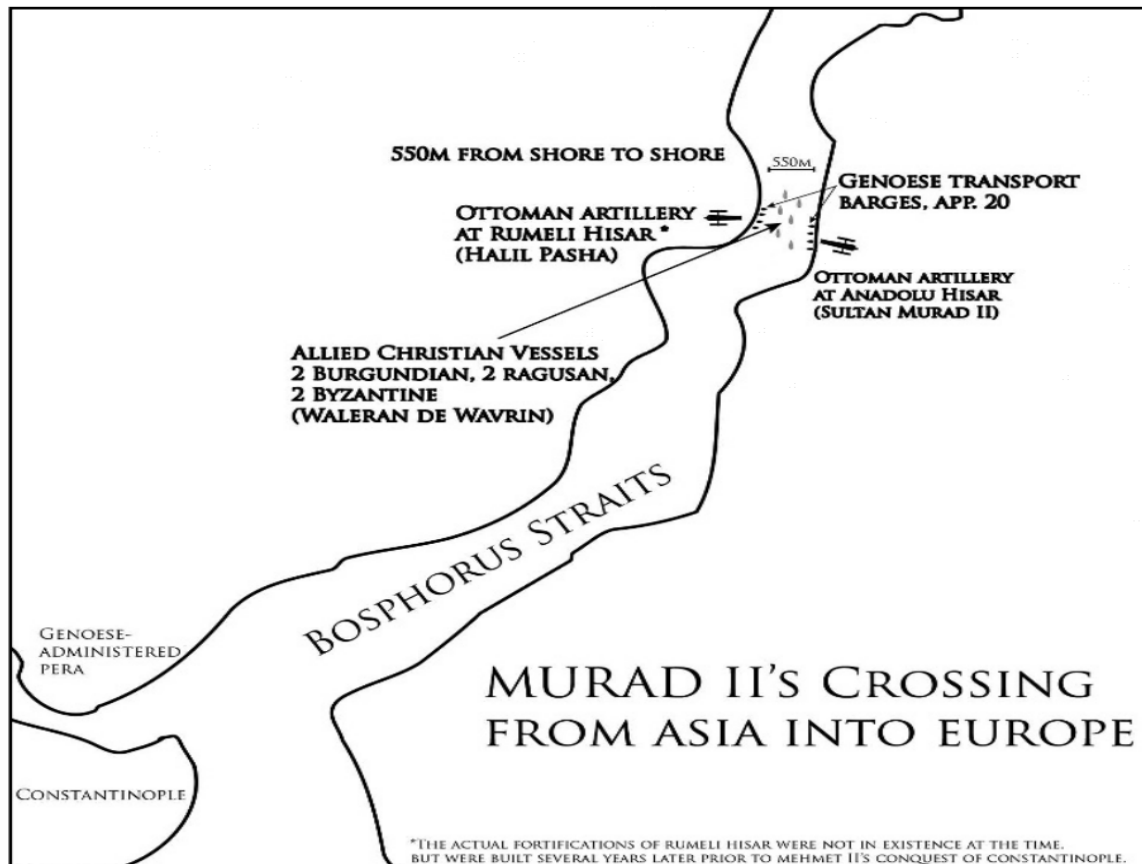 550M FROM SHORE TO SHORE
550M
GENOESE TRANSPORT
BARGES, APP. 20
OTTOMAN ARTILLERY
AT RUMELI HISAR*
(HALIL PASHA)
OTTOMAN ARTILLERY
AT ANADOLU HISAR
(SULTAN MURAD II)
ALLIED CHRISTIAN VESSELS
2 BURGUNDIAN, 2 RAGUSAN,
2 BYZANTINE
(WALERAN DE WAVRIN)
BOSPHORUS STRAITS
GENOESE-
ADMINISTERED
PERA
MURAD II's CROSSING
FROM ASIA INTO EUROPE
CONSTANTINOPLE
*THE ACTUAL FORTIFICATIONS OF RUMELI HISAR WERE NOT IN EXISTENCE AT THE TIME.
BUT WERE BUILT SEVERAL YEARS LATER PRIOR TO MEHMET II'S CONQUEST OF CONSTANTINOPLE.